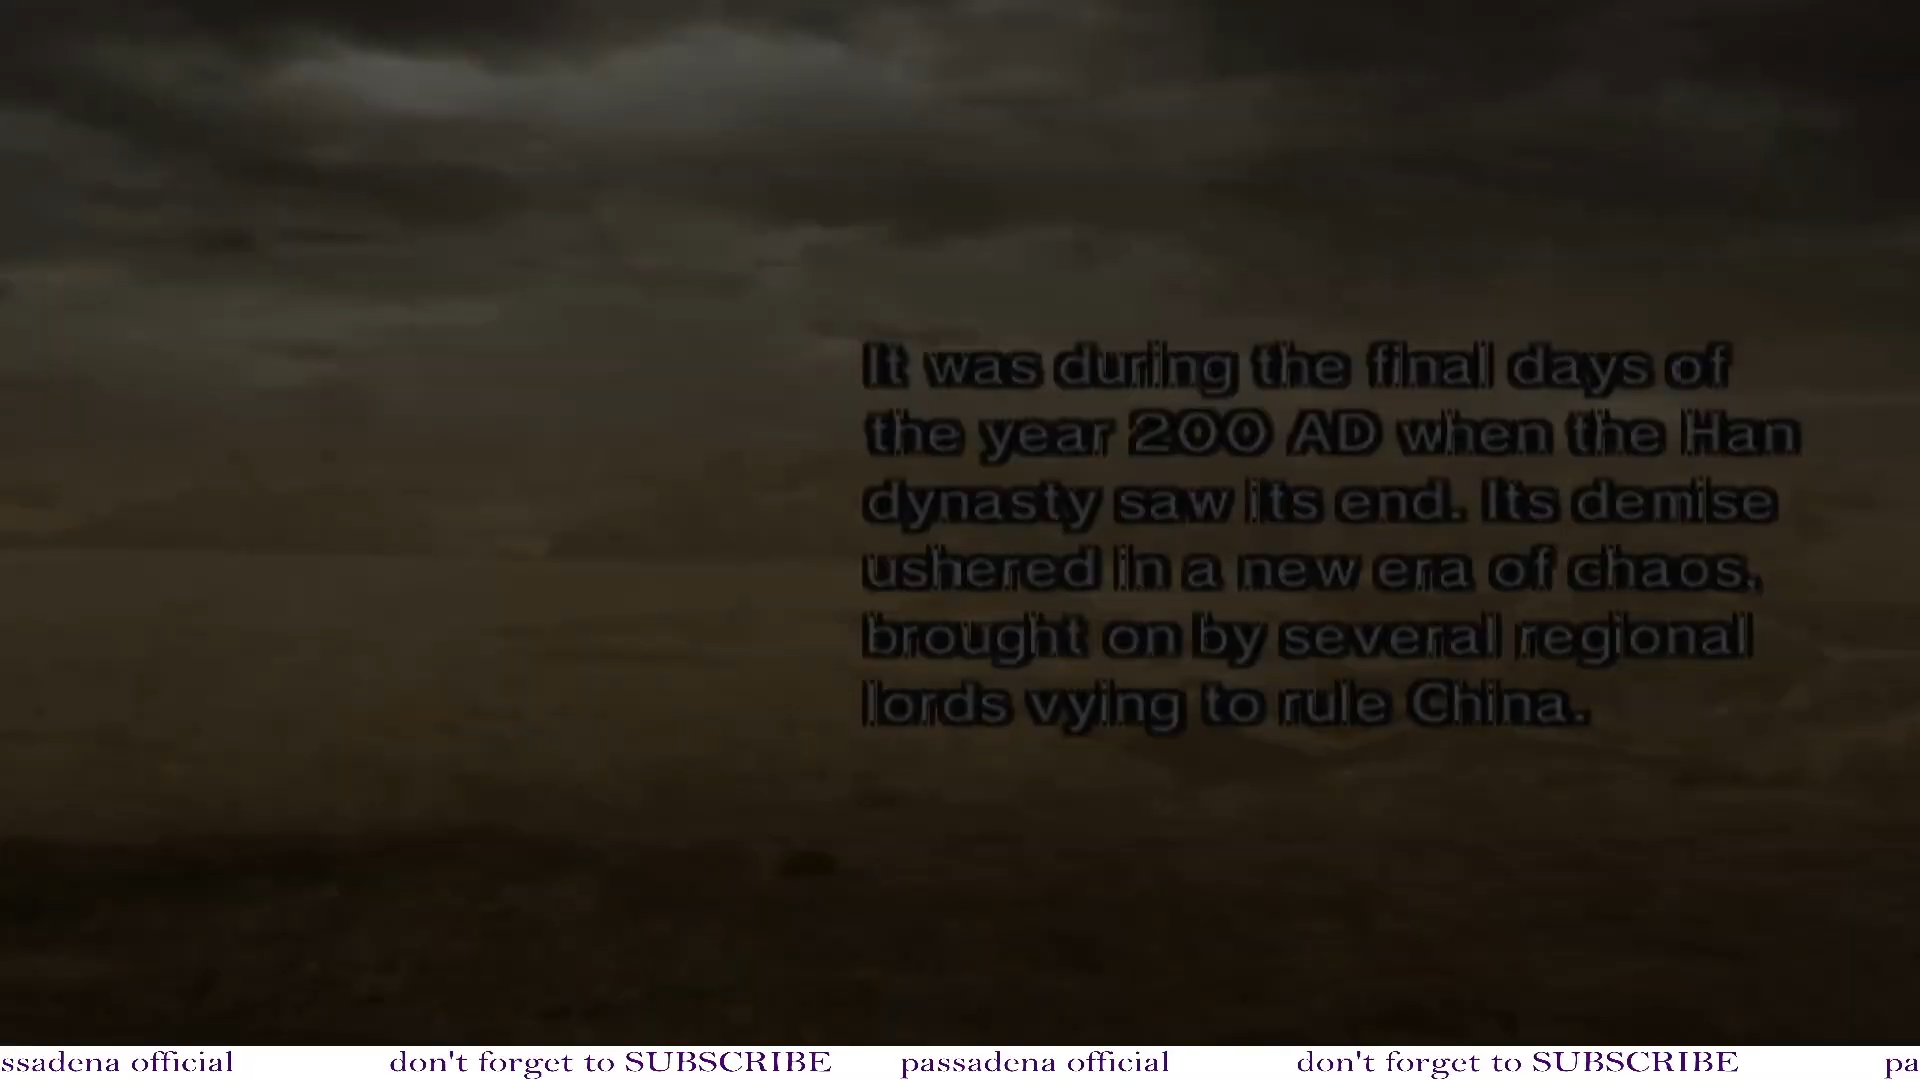 It was during the final days of
the year 200 AD when the Han
dynasty saw its end. Its demise
ushered in a new era of chaos,
brought on by several regional
lords vying to rule China.
ssadena official don't forget to SUBSCRIBE passadena official don't forget to SUBSCRIBE pa